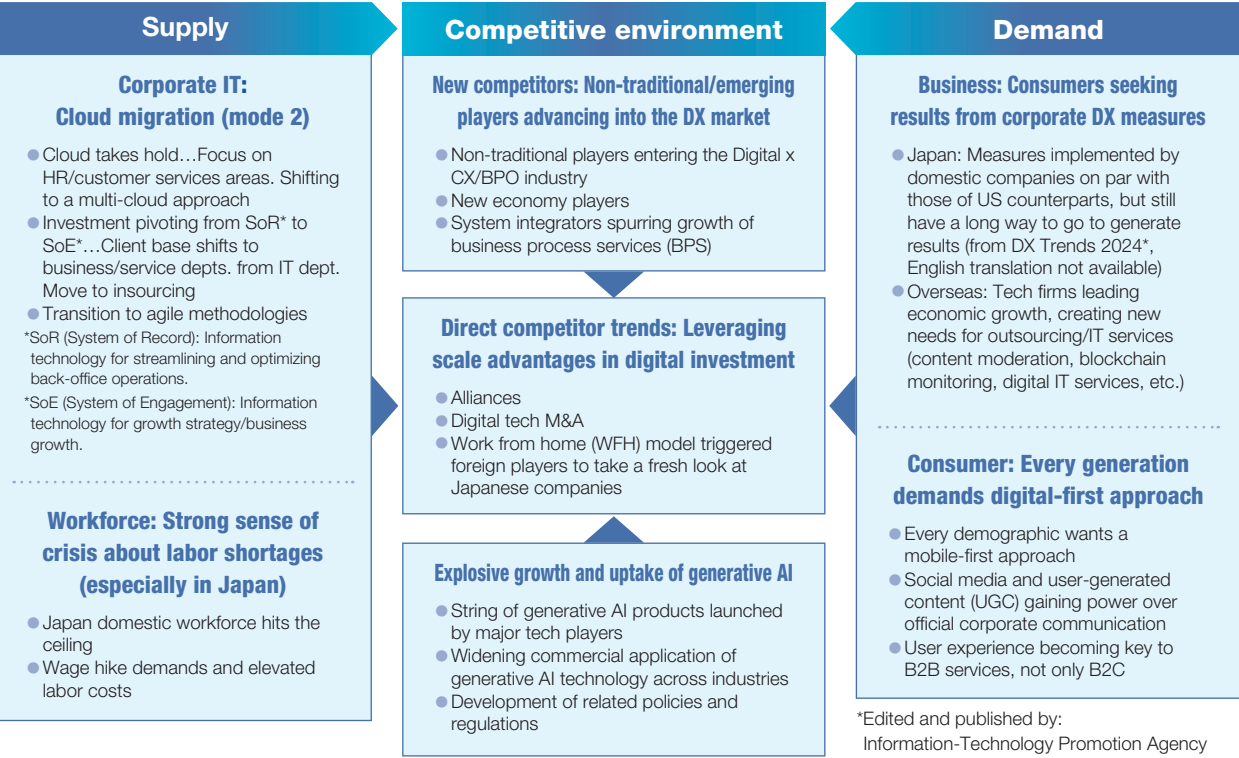 Supply
Corporate IT:
Cloud migration (mode 2)
● Cloud takes hold…Focus on
HR/customer services areas. Shifting
to a multi-cloud approach
● Investment pivoting from SoR* to
SoE*…Client base shifts to
business/service depts. from IT dept.
Move to insourcing
● Transition to agile methodologies
*SoR (System of Record): Information
technology for streamlining and optimizing
back-office operations.
*SoE (System of Engagement): Information
technology for growth strategy/business
growth.
Workforce: Strong sense of
crisis about labor shortages
(especially in Japan)
● Japan domestic workforce hits the
ceiling
● Wage hike demands and elevated
labor costs
Competitive environment
New competitors: Non-traditional/emerging
players advancing into the DX market
● Non-traditional players entering the Digital x
CX/BPO industry
● New economy players
● System integrators spurring growth of
business process services (BPS)
Direct competitor trends: Leveraging
scale advantages in digital investment
● Alliances
● Digital tech M&A
● Work from home (WFH) model triggered
foreign players to take a fresh look at
Japanese companies
Explosive growth and uptake of generative AI
● String of generative AI products launched
by major tech players
● Widening commercial application of
generative AI technology across industries
● Development of related policies and
regulations
Demand
Business: Consumers seeking
results from corporate DX measures
● Japan: Measures implemented by
domestic companies on par with
those of US counterparts, but still
have a long way to go to generate
results (from DX Trends 2024*,
English translation not available)
● Overseas: Tech firms leading
economic growth, creating new
needs for outsourcing/IT services
(content moderation, blockchain
monitoring, digital IT services, etc.)
Consumer: Every generation
demands digital-first approach
● Every demographic wants a
mobile-first approach
● Social media and user-generated
content (UGC) gaining power over
official corporate communication
● User experience becoming key to
B2B services, not only B2C
*Edited and published by:
Information-Technology Promotion Agency